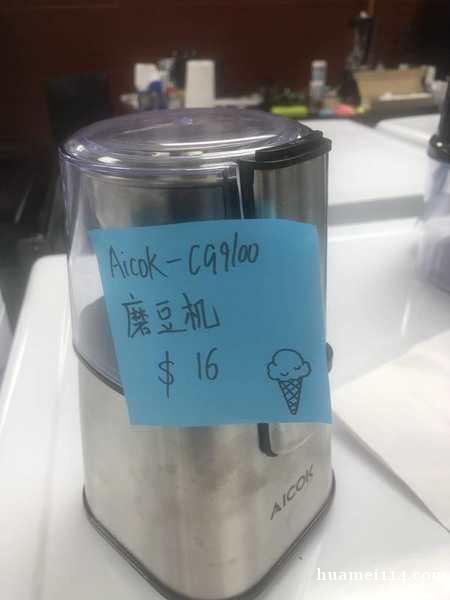 Aicok-CG9100
磨豆机
$ 16
AICOK
huamei114.com